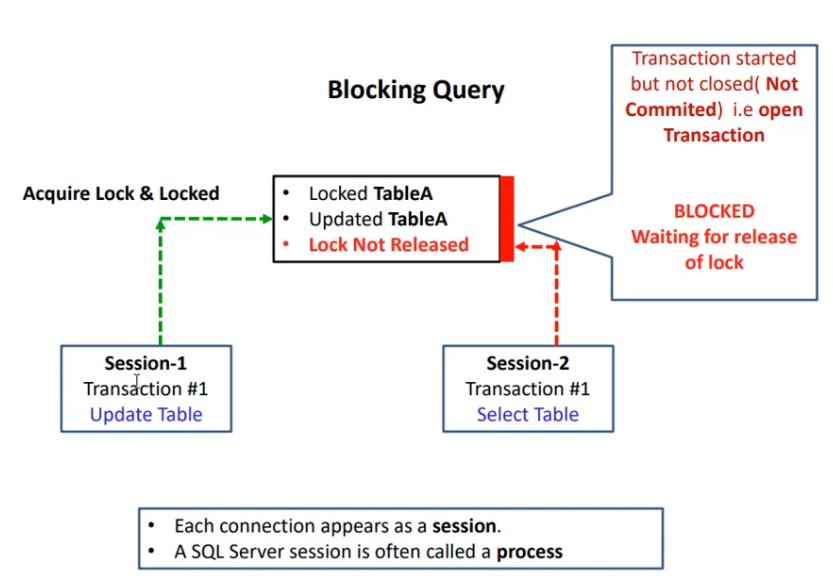 Blocking Query
Transaction started
but not closed( Not
Commited) i.e open
Transaction
BLOCKED
Waiting for release
of lock
Acquire Lock & Locked
• Locked TableA
• Updated TableA
• Lock Not Released
Session-1
Transaction #1
Update Table
Session-2
Transaction #1
Select Table
• Each connection appears as a session.
• A SQL Server session is often called a process